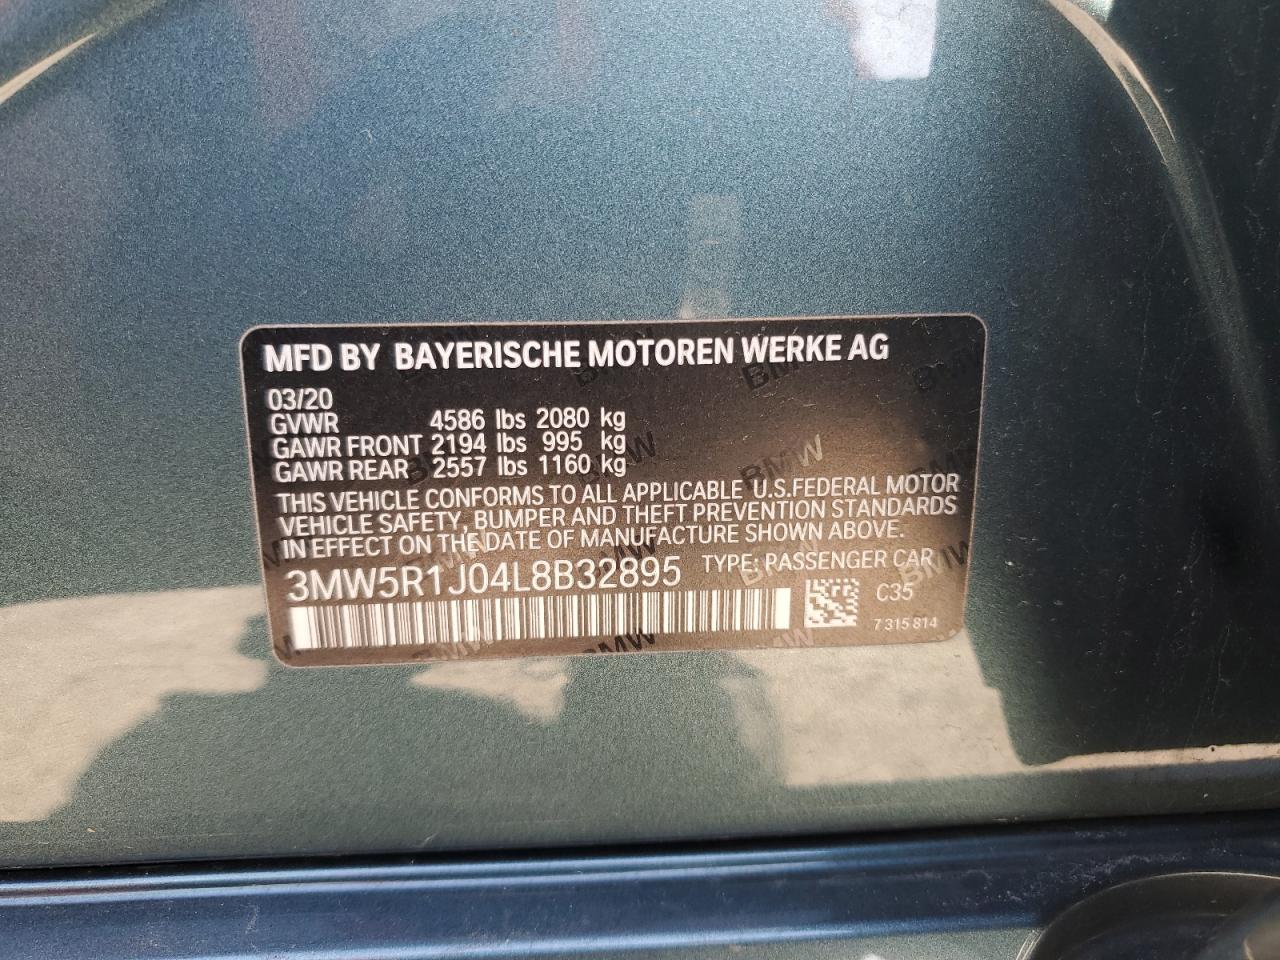 MFD BY BAYERISCHE MOTOREN WERKE AG
03/20
GVWR 4586 lbs 2080 kg
GAWR FRONT 2194 lbs 995 kg
GAWR REAR 2557 lbs 1160 kg
THIS VEHICLE CONFORMS TO ALL APPLICABLE U.S.FEDERAL MOTOR
VEHICLE SAFETY, BUMPER AND THEFT PREVENTION STANDARDS
IN EFFECT ON THE DATE OF MANUFACTURE SHOWN ABOVE.
3MW5R1J04L8B32895 TYPE: PASSENGER CAR
C35
7 315 814